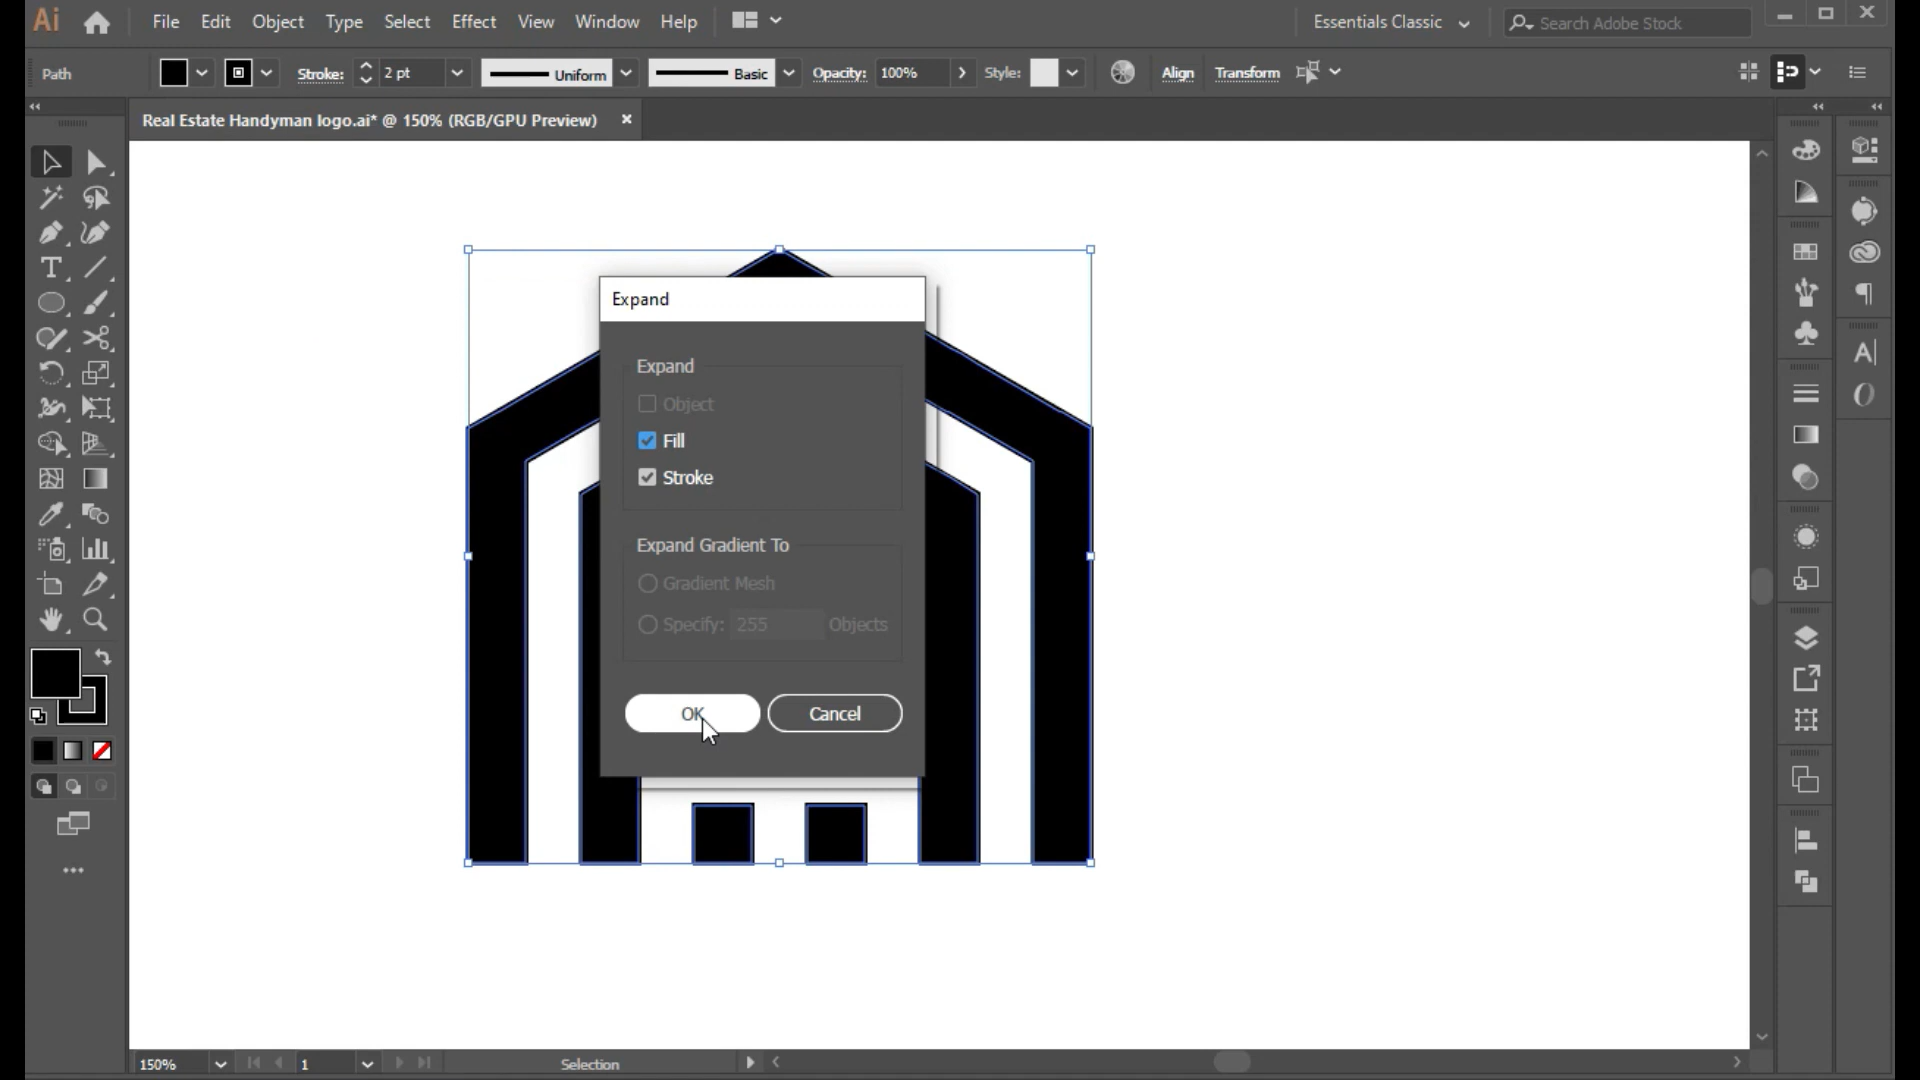 Ai File Edit Object Type Select Effect View Window Help Essentials Classic Search Adobe Stock
Path Stroke: 2 pt Uniform Basic Opacity: 100% Style: Align Transform
Real Estate Handyman logo.ai* @ 150% (RGB/GPU Preview) ×
Expand
Expand
Object
Fill
Stroke
Expand Gradient To
Gradient Mesh
Specify: 255 Objects
OK Cancel
150% 1 Selection